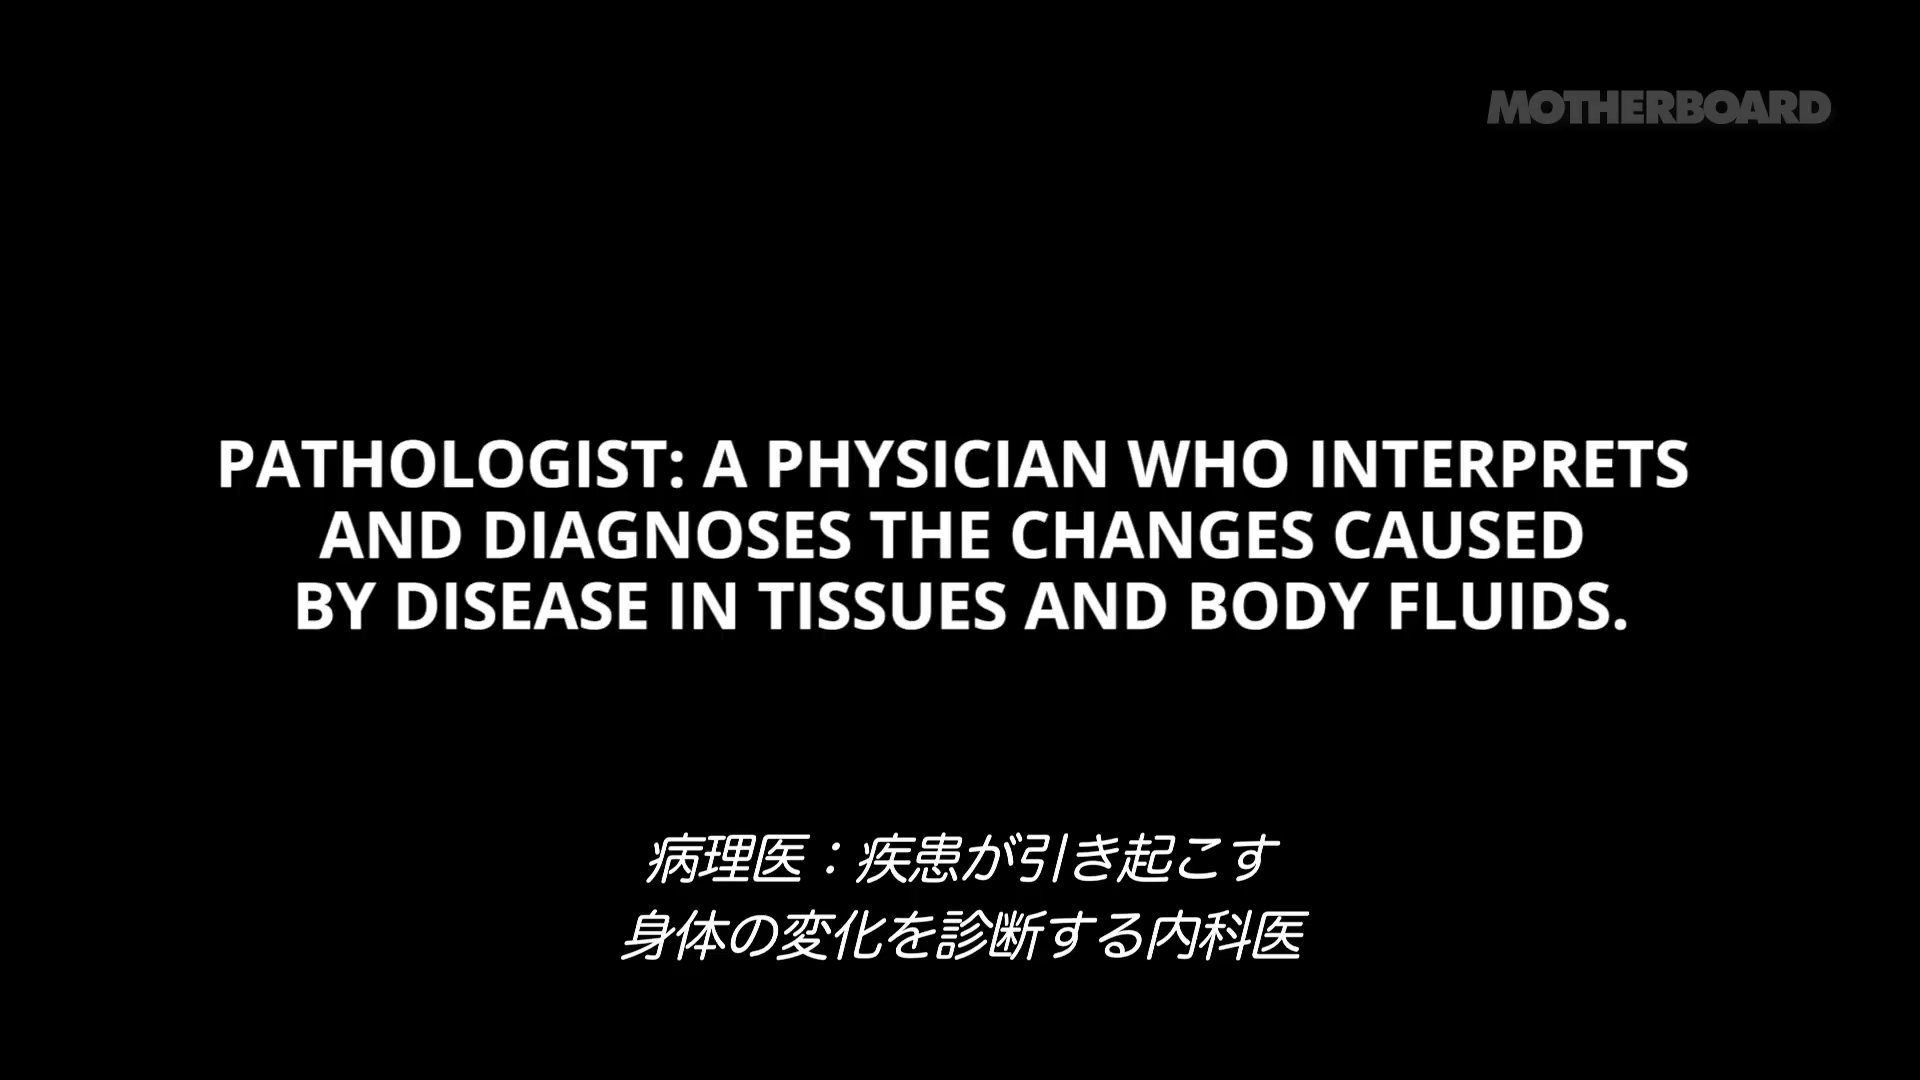 MOTHERBOARD
PATHOLOGIST: A PHYSICIAN WHO INTERPRETS
AND DIAGNOSES THE CHANGES CAUSED
BY DISEASE IN TISSUES AND BODY FLUIDS.
病理医：疾患が引き起こす
身体の変化を診断する内科医